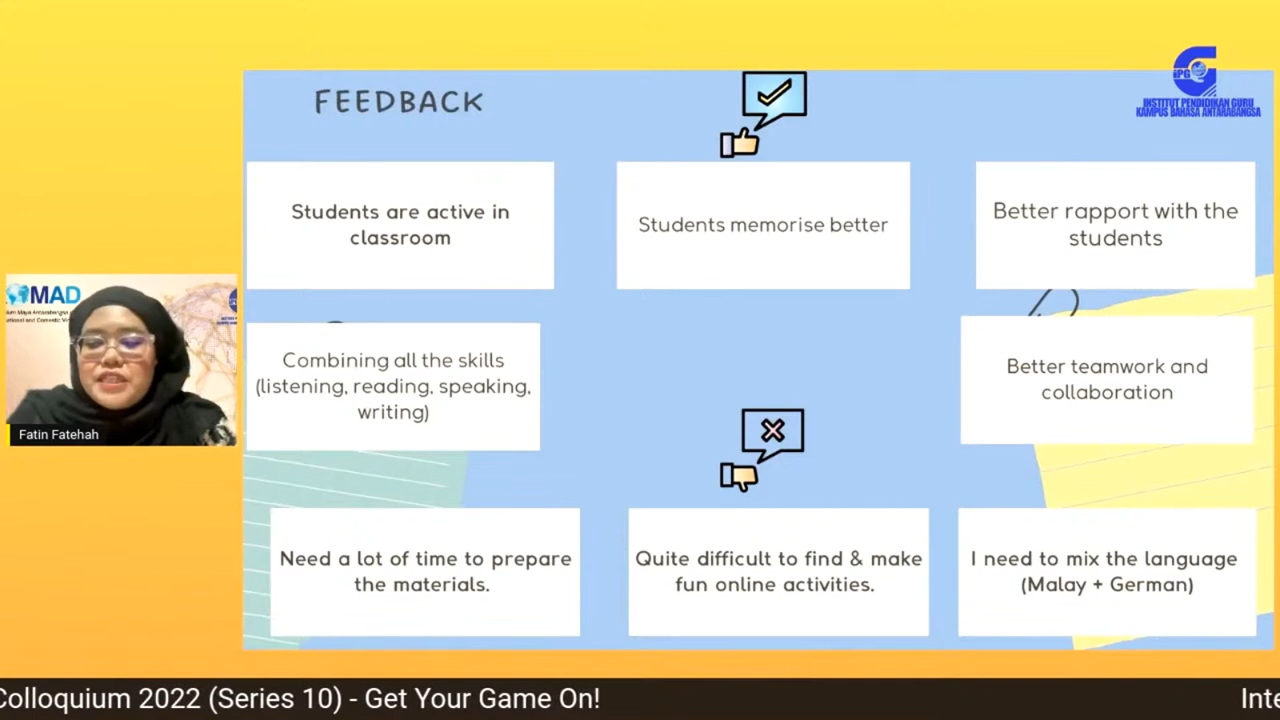 FEEDBACK
iPG
INSTITUT PENDIDIKAN GURU
KAMPUS BAHASA ANTARABANGSA
Students are active in
classroom
Students memorise better
Better rapport with the
students
Combining all the skills
(listening, reading, speaking,
writing)
Better teamwork and
collaboration
MAD
Fatin Fatehah
Need a lot of time to prepare
the materials.
Quite difficult to find & make
fun online activities.
I need to mix the language
(Malay + German)
Colloquium 2022 (Series 10) - Get Your Game On!
Inte